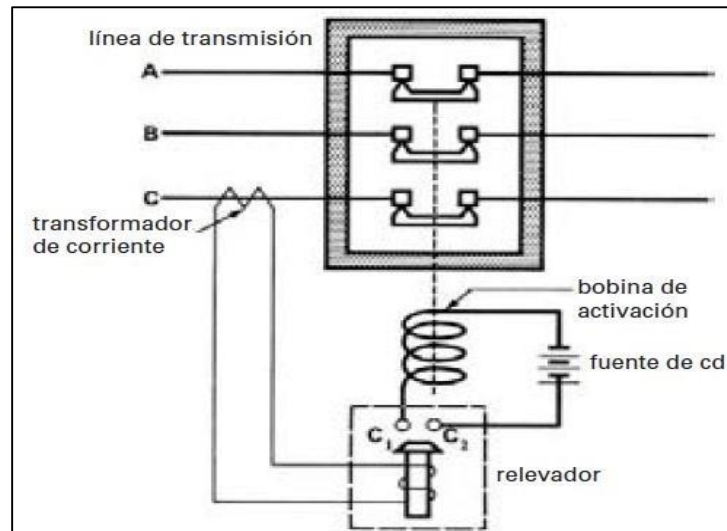 línea de transmisión
A
B
C
transformador
de corriente
bobina de
activación
fuente de cd
C₁ C₂
relevador